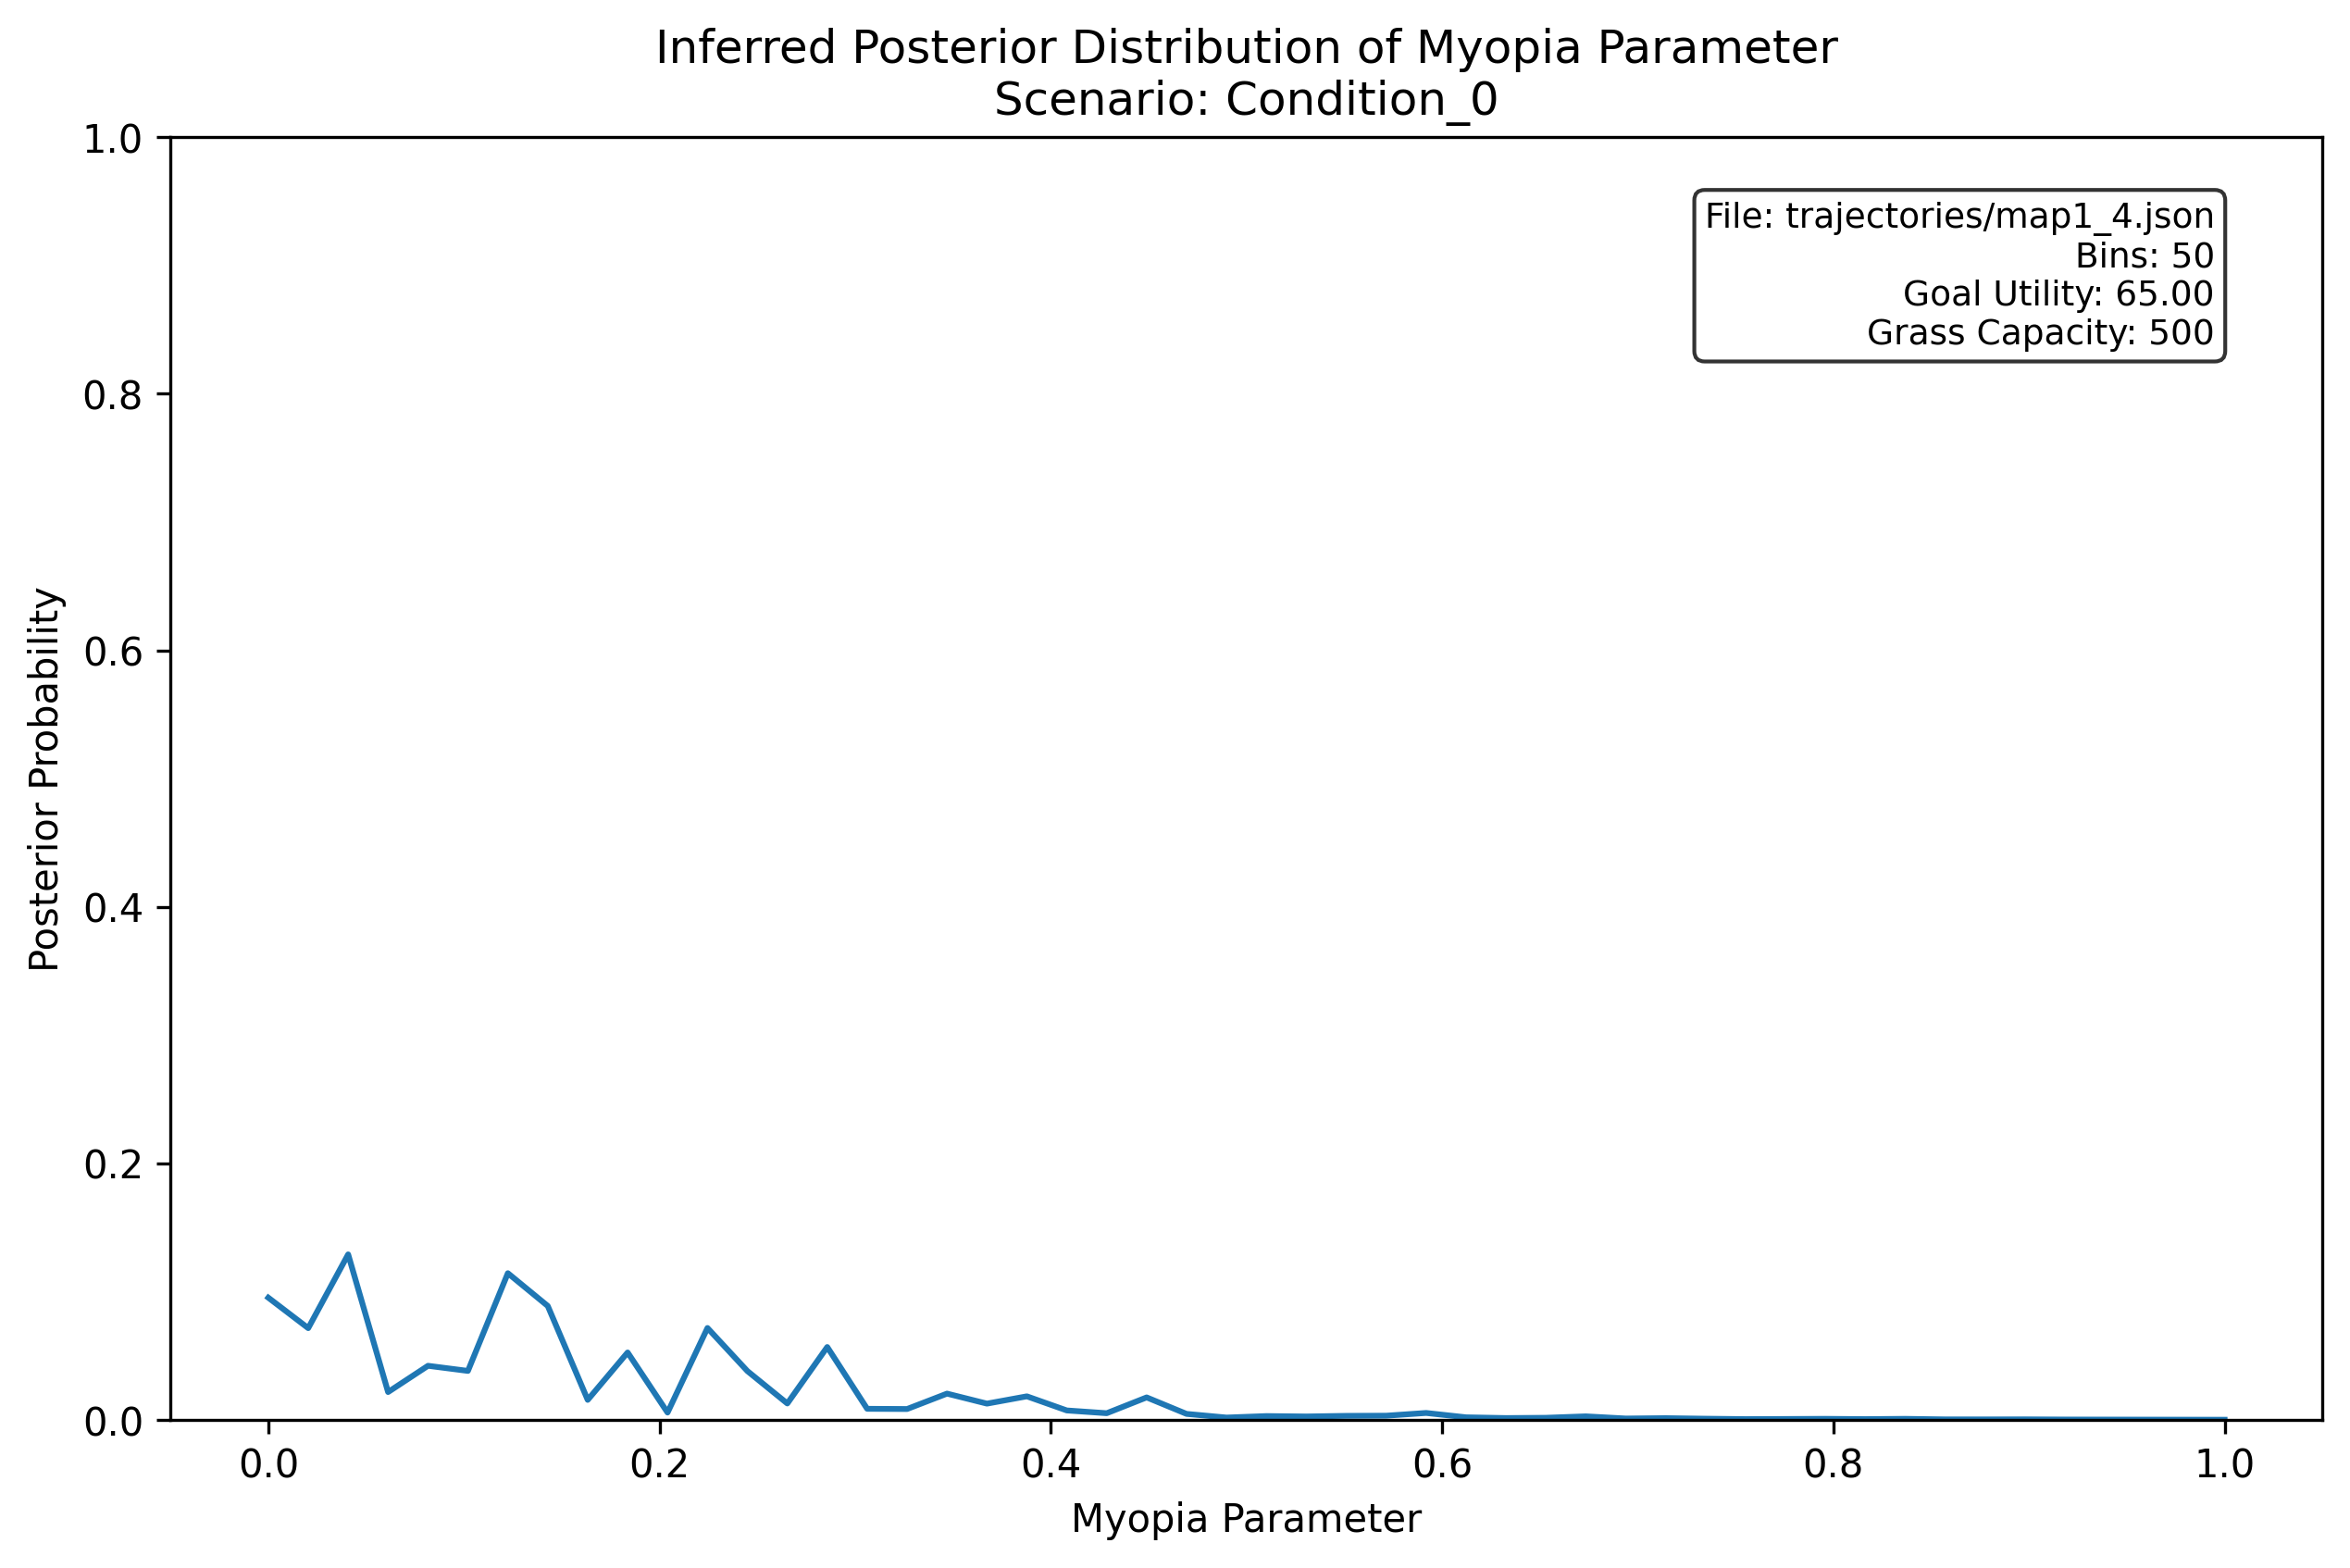 Inferred Posterior Distribution of Myopia Parameter
Scenario: Condition_0
File: trajectories/map1_4.json
Bins: 50
Goal Utility: 65.00
Grass Capacity: 500
Posterior Probability
1.0
0.8
0.6
0.4
0.2
0.0
0.0 0.2 0.4 0.6 0.8 1.0
Myopia Parameter